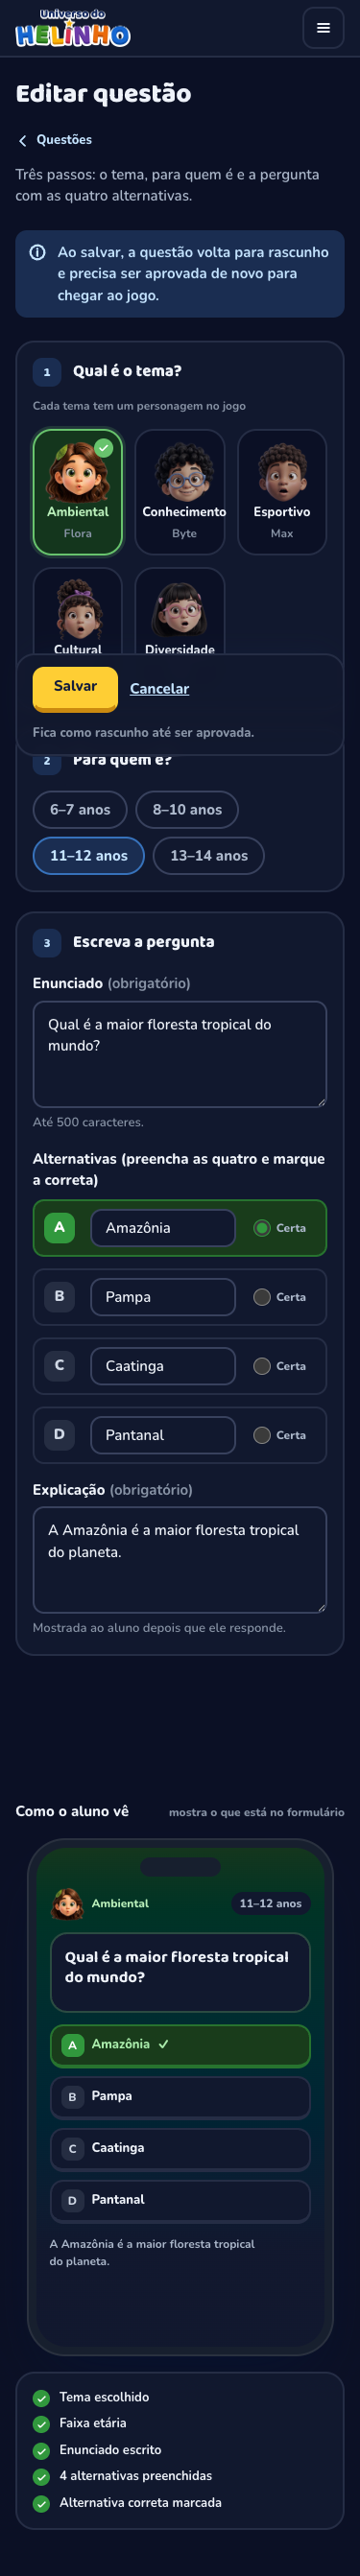 Universo do
HELINHO
Editar questão
Questões
Três passos: o tema, para quem é e a pergunta
com as quatro alternativas.
Ao salvar, a questão volta para rascunho
e precisa ser aprovada de novo para
chegar ao jogo.
1 Qual é o tema?
Cada tema tem um personagem no jogo
Ambiental Conhecimento Esportivo
Flora Byte Max
Cultural Diversidade
Salvar Cancelar
Fica como rascunho até ser aprovada.
2 Para quem é?
6–7 anos 8–10 anos
11–12 anos 13–14 anos
3 Escreva a pergunta
Enunciado (obrigatório)
Qual é a maior floresta tropical do
mundo?
Até 500 caracteres.
Alternativas (preencha as quatro e marque
a correta)
A Amazônia Certa
B Pampa Certa
C Caatinga Certa
D Pantanal Certa
Explicação (obrigatório)
A Amazônia é a maior floresta tropical
do planeta.
Mostrada ao aluno depois que ele responde.
Como o aluno vê mostra o que está no formulário
Ambiental 11–12 anos
Qual é a maior floresta tropical
do mundo?
A Amazônia ✓
B Pampa
C Caatinga
D Pantanal
A Amazônia é a maior floresta tropical
do planeta.
Tema escolhido
Faixa etária
Enunciado escrito
4 alternativas preenchidas
Alternativa correta marcada